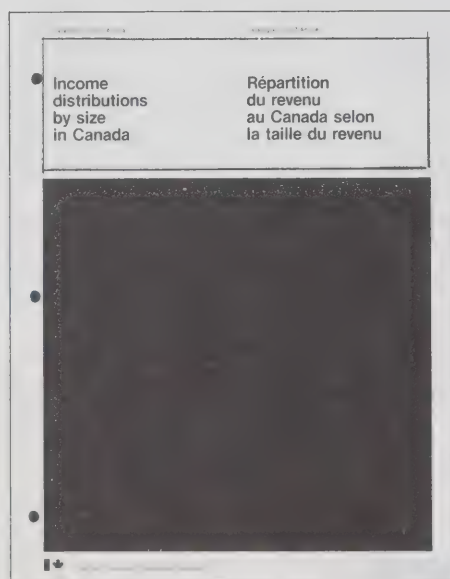 Income
distributions
by size
in Canada
Répartition
du revenu
au Canada selon
la taille du revenu